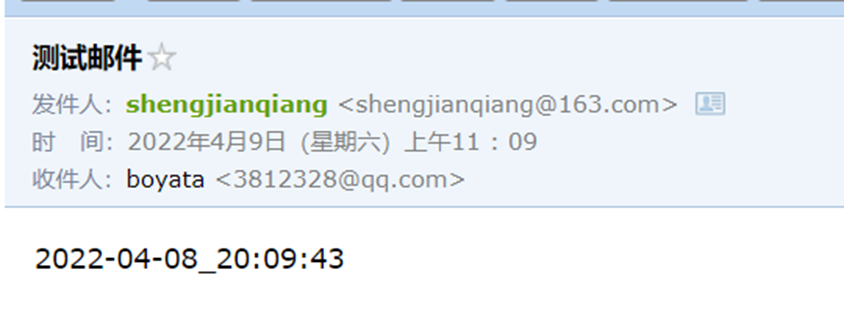 测试邮件
发件人：shengjianqiang <shengjianqiang@163.com>
时　间：2022年4月9日（星期六）上午11：09
收件人：boyata <3812328@qq.com>
2022-04-08_20:09:43